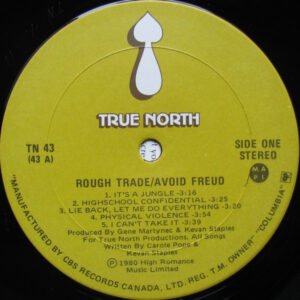 TRUE NORTH
TN 43
(43 A)
SIDE ONE
STEREO
M A
P L
ROUGH TRADE/AVOID FREUD
1. IT'S A JUNGLE-3:16
2. HIGHSCHOOL CONFIDENTIAL-3:25
3. LIE BACK, LET ME DO EVERYTHING-3:30
4. PHYSICAL VIOLENCE-3:54
5. I CAN'T TAKE IT-3:39
Produced by Gene Martynec & Kevan Staples
For True North Productions, All Songs
Written by Carole Pope &
Kevan Staples
℗ 1980 High Romance
Music Limited
"MANUFACTURED BY CBS RECORDS CANADA, LTD. REG. T.M. OWNER "COLUMBIA"